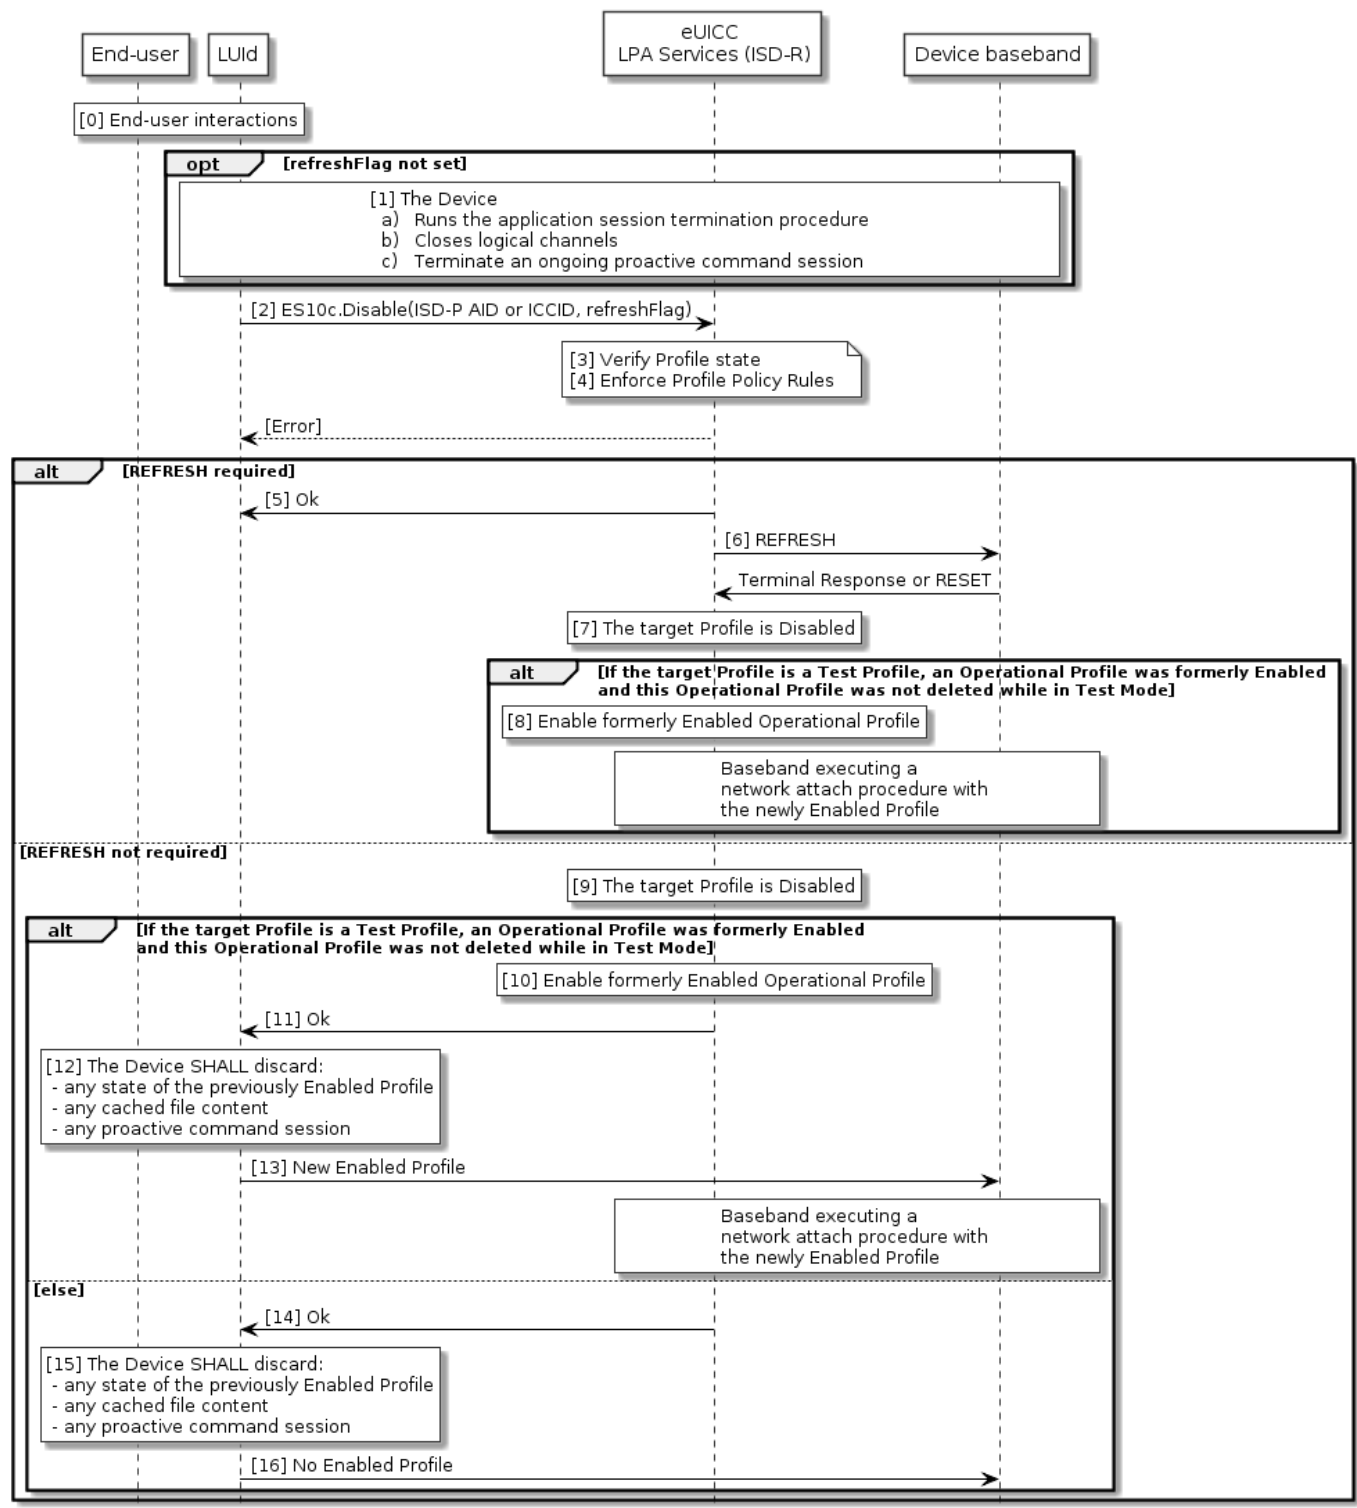 End-user
LUId
eUICC
LPA Services (ISD-R)
Device baseband
[0] End-user interactions
opt
[refreshFlag not set]
[1] The Device
a) Runs the application session termination procedure
b) Closes logical channels
c) Terminate an ongoing proactive command session
[2] ES10c.Disable(ISD-P AID or ICCID, refreshFlag)
[3] Verify Profile state
[4] Enforce Profile Policy Rules
[Error]
alt
[REFRESH required]
[5] Ok
[6] REFRESH
Terminal Response or RESET
[7] The target Profile is Disabled
alt
[If the target Profile is a Test Profile, an Operational Profile was formerly Enabled
and this Operational Profile was not deleted while in Test Mode]
[8] Enable formerly Enabled Operational Profile
Baseband executing a
network attach procedure with
the newly Enabled Profile
[REFRESH not required]
[9] The target Profile is Disabled
alt
[If the target Profile is a Test Profile, an Operational Profile was formerly Enabled
and this Operational Profile was not deleted while in Test Mode]
[10] Enable formerly Enabled Operational Profile
[11] Ok
[12] The Device SHALL discard:
- any state of the previously Enabled Profile
- any cached file content
- any proactive command session
[13] New Enabled Profile
Baseband executing a
network attach procedure with
the newly Enabled Profile
[else]
[14] Ok
[15] The Device SHALL discard:
- any state of the previously Enabled Profile
- any cached file content
- any proactive command session
[16] No Enabled Profile